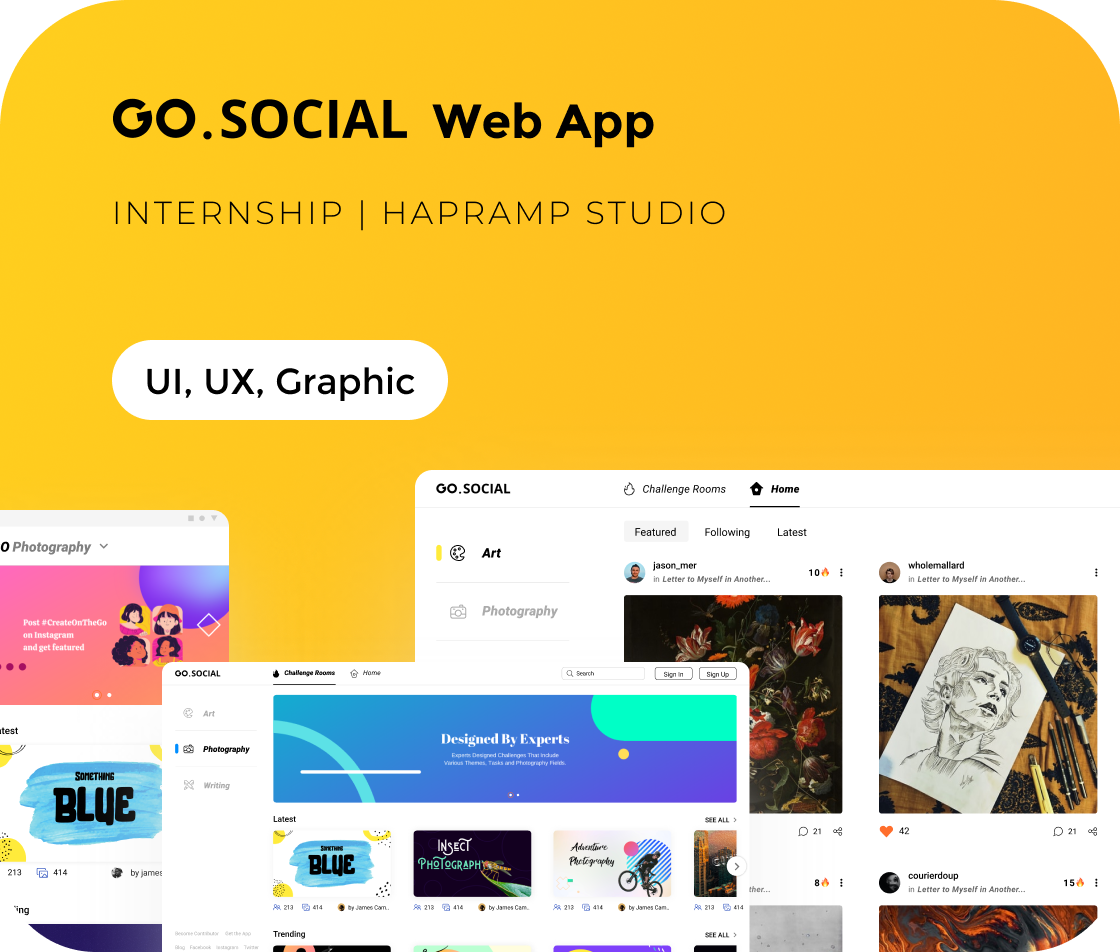 GO.SOCIAL Web App
INTERNSHIP | HAPRAMP STUDIO
UI, UX, Graphic
GO.SOCIAL
Challenge Rooms
Home
Featured
Following
Latest
Art
Photography
jason_mer
in Letter to Myself in Another...
10
wholemallard
in Letter to Myself in Another...
21
42
21
8
courierdoup
in Letter to Myself in Another...
15
O Photography
Post #CreateOnTheGo
on Instagram
and get featured
atest
SOMETHING
BLUE
213
414
by james
GO.SOCIAL
Challenge Rooms
Home
Search
Sign In
Sign Up
Art
Photography
Writing
Designed By Experts
Experts Designed Challenges That Include
Various Themes, Tasks and Photography Fields.
Latest
SEE ALL
SOMETHING
BLUE
INSECT
PHOTOGRAPHY
Adventure
Photography
213
414
by James Cam..
213
414
by James Cam..
213
414
by James Cam..
213
414
Trending
SEE ALL
Become Contributor
Get the App
Blog
Facebook
Instagram
Twitter